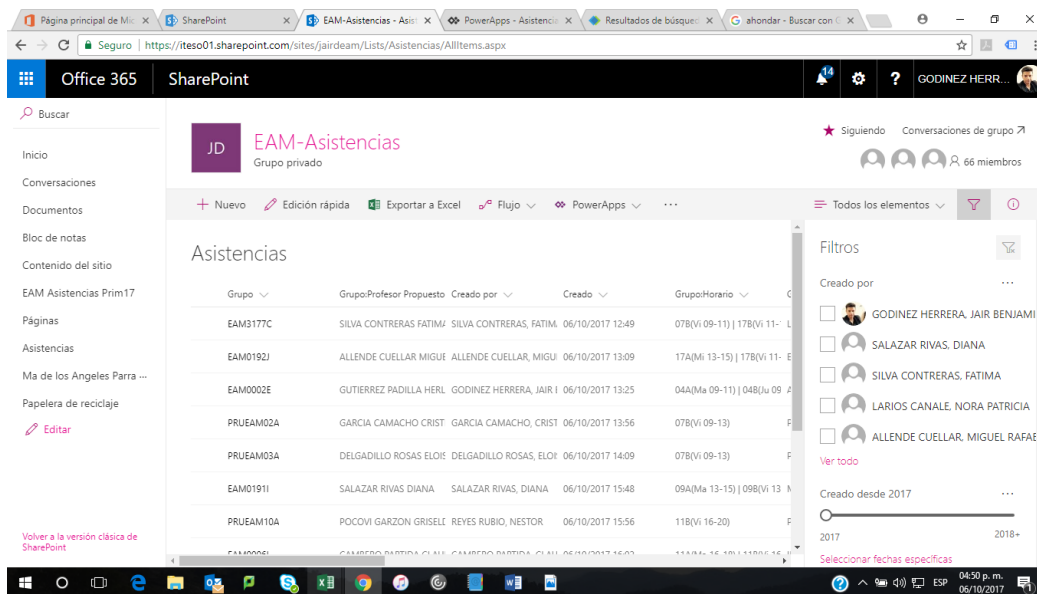 Página principal de Mic
SharePoint
EAM-Asistencias - Asist
PowerApps - Asistencia
Resultados de búsqued
ahondar - Buscar con G
Seguro | https://iteso01.sharepoint.com/sites/jairdeam/Lists/Asistencias/AllItems.aspx
Office 365 SharePoint 14 ? GODINEZ HERR...
Buscar
JD
EAM-Asistencias
Grupo privado
Siguiendo Conversaciones de grupo
66 miembros
Inicio
Conversaciones
Documentos
Bloc de notas
Contenido del sitio
EAM Asistencias Prim17
Páginas
Asistencias
Ma de los Angeles Parra ...
Papelera de reciclaje
Editar
Volver a la versión clásica de
SharePoint
Nuevo Edición rápida Exportar a Excel Flujo PowerApps ... Todos los elementos
Asistencias
Grupo Grupo:Profesor Propuesto Creado por Creado Grupo:Horario
EAM3177C SILVA CONTRERAS FATIMA SILVA CONTRERAS, FATIM. 06/10/2017 12:49 07B(Vi 09-11) | 17B(Vi 11-
EAM0192J ALLENDE CUELLAR MIGUE ALLENDE CUELLAR, MIGU 06/10/2017 13:09 17A(Mi 13-15) | 17B(Vi 11-
EAM0002E GUTIERREZ PADILLA HERL GODINEZ HERRERA, JAIR 06/10/2017 13:25 04A(Ma 09-11) | 04B(Ju 09
PRUEAM02A GARCIA CAMACHO CRIST GARCIA CAMACHO, CRIST 06/10/2017 13:56 07B(Vi 09-13)
PRUEAM03A DELGADILLO ROSAS ELOIS DELGADILLO ROSAS, ELOI 06/10/2017 14:09 07B(Vi 09-13)
EAM0191I SALAZAR RIVAS DIANA SALAZAR RIVAS, DIANA 06/10/2017 15:48 09A(Ma 13-15) | 09B(Vi 13
PRUEAM10A POCOVI GARZON GRISELD REYES RUBIO, NESTOR 06/10/2017 15:56 11B(Vi 16-20)
Filtros
Creado por ...
GODINEZ HERRERA, JAIR BENJAMI
SALAZAR RIVAS, DIANA
SILVA CONTRERAS, FATIMA
LARIOS CANALE, NORA PATRICIA
ALLENDE CUELLAR, MIGUEL RAFAE
Ver todo
Creado desde 2017 ...
2017 2018+
Seleccionar fechas específicas
ESP
04:50 p. m.
06/10/2017